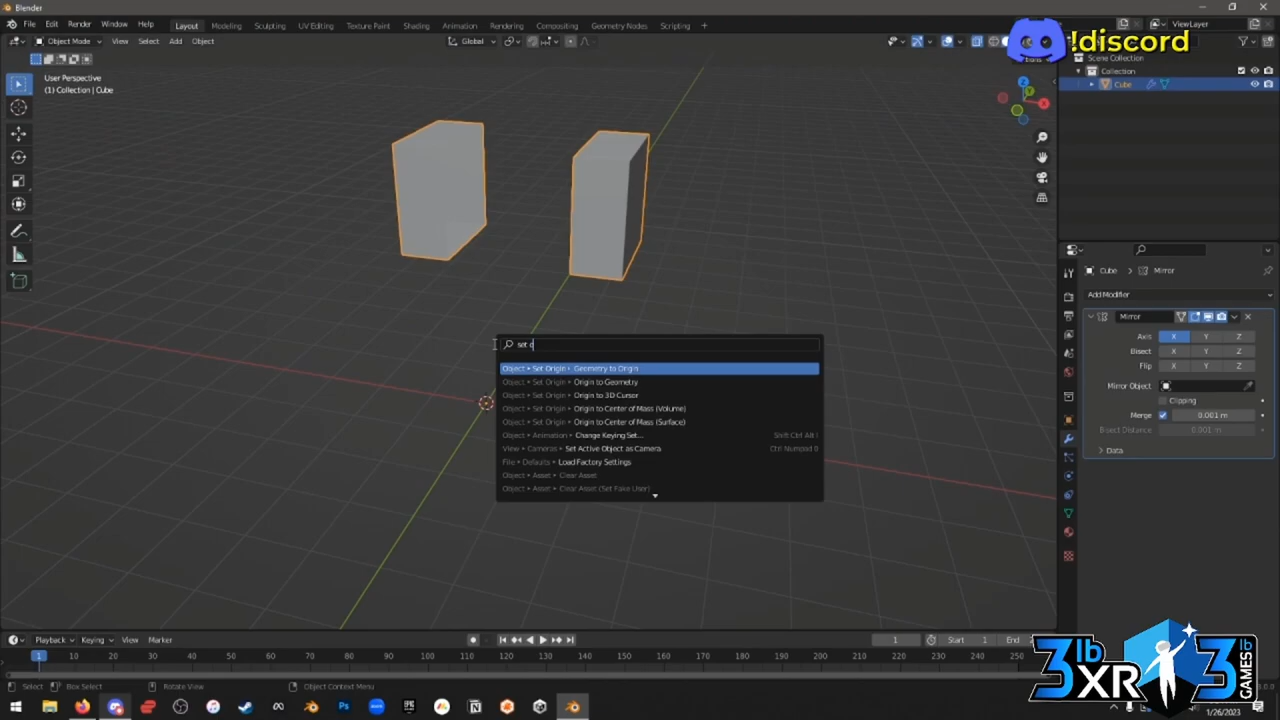 Blender
File Edit Render Window Help
Layout Modeling Sculpting UV Editing Texture Paint Shading Animation Rendering Compositing Geometry Nodes Scripting +
ViewLayer
Object Mode View Select Add Object
Global
!discord
User Perspective
(1) Collection | Cube
Scene Collection
Collection
Cube
set o
Object Set Origin Geometry to Origin
Object Set Origin Origin to Geometry
Object Set Origin Origin to 3D Cursor
Object Set Origin Origin to Center of Mass (Volume)
Object Set Origin Origin to Center of Mass (Surface)
Object Animation Change Keying Set... Shift Ctrl Alt I
View Cameras Set Active Object as Camera Ctrl Numpad 0
File Defaults Load Factory Settings
Object Asset Clear Asset
Object Asset Clear Asset (Set Fake User)
Cube Mirror
Add Modifier
Mirror
Axis X Y Z
Bisect X Y Z
Flip X Y Z
Mirror Object
Clipping
Merge 0.001 m
Bisect Distance 0.001 m
Data
Playback Keying View Marker
1 Start 1 End
1 10 20 30 40 50 60 70 80 90 100 110 120 130 140 150 160 170 180 190 200 210 220 230 240 250
Select Box Select Rotate View Object Context Menu
3lb XR
3lb GAMES
1/26/2023